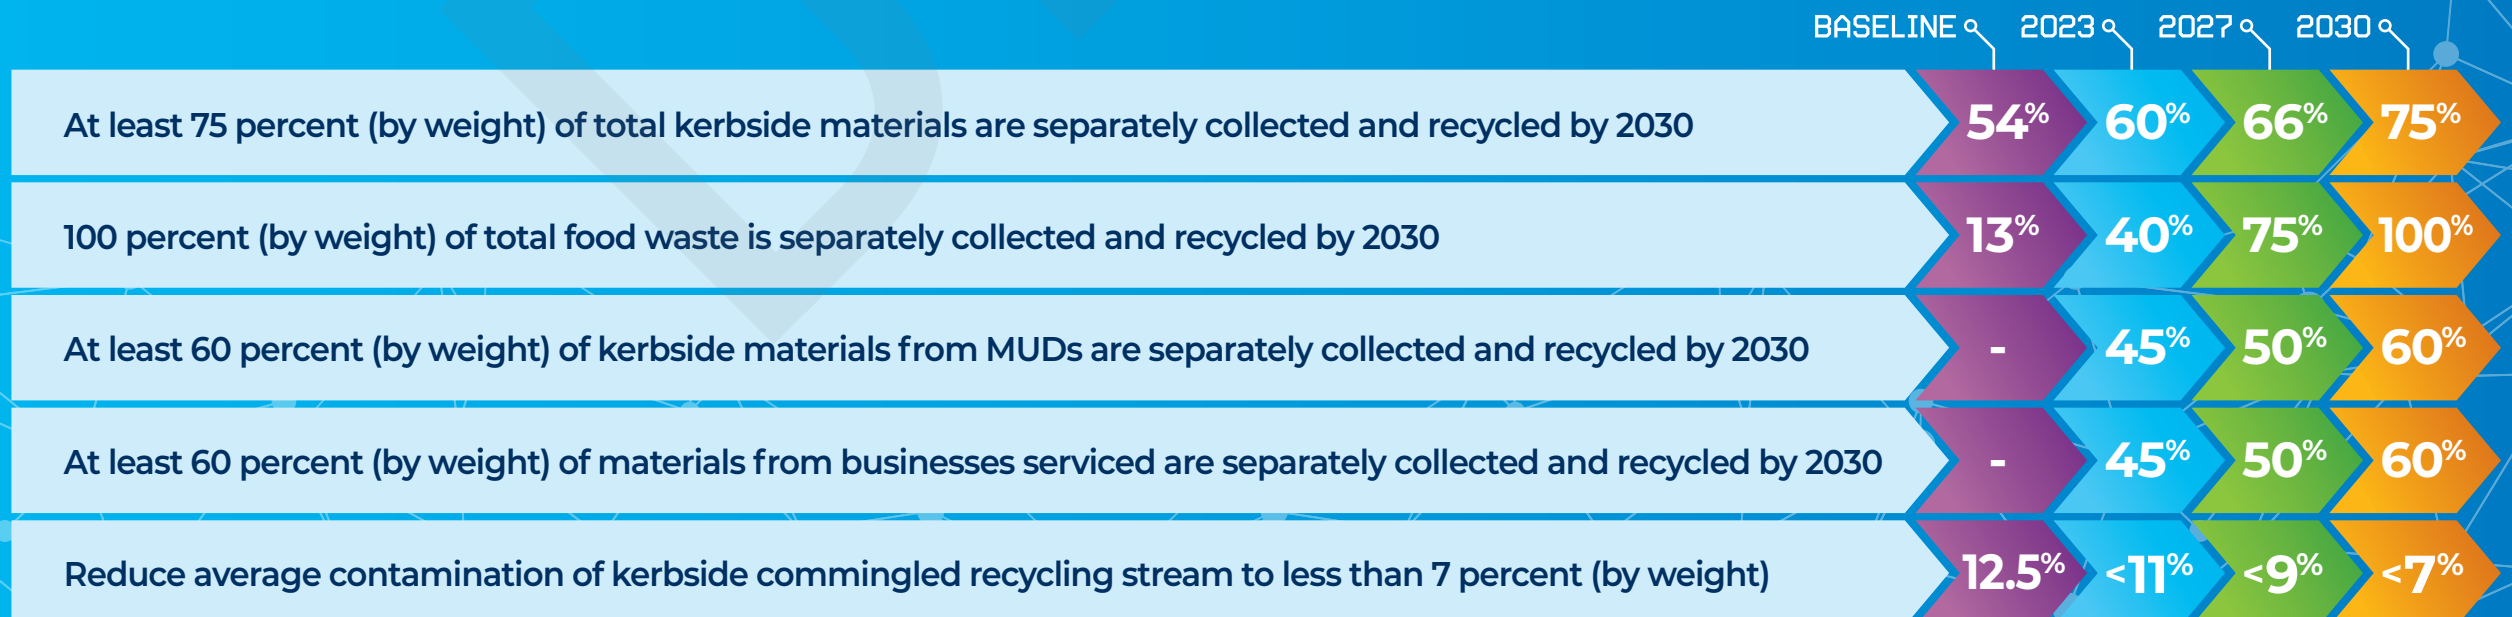 BASELINE 2023 2027 2030
At least 75 percent (by weight) of total kerbside materials are separately collected and recycled by 2030 54% 60% 66% 75%
100 percent (by weight) of total food waste is separately collected and recycled by 2030 13% 40% 75% 100%
At least 60 percent (by weight) of kerbside materials from MUDs are separately collected and recycled by 2030 - 45% 50% 60%
At least 60 percent (by weight) of materials from businesses serviced are separately collected and recycled by 2030 - 45% 50% 60%
Reduce average contamination of kerbside commingled recycling stream to less than 7 percent (by weight) 12.5% <11% <9% <7%